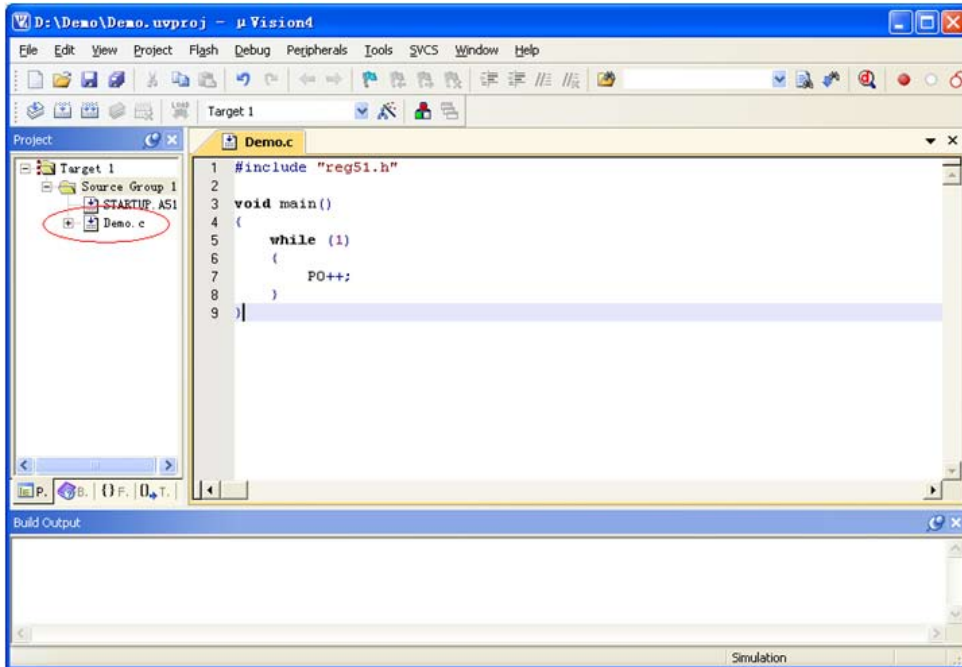 D:\Demo\Demo.uvproj - µVision4
File Edit View Project Flash Debug Peripherals Tools SVCS Window Help
LOAD Target 1
Project
Demo.c
Target 1
Source Group 1
STARTUP.A51
Demo.c
1 #include "reg51.h"
2
3 void main()
4 {
5 while (1)
6 {
7 P0++;
8 }
9 }
P. B. {} F. 0 T.
Build Output
Simulation